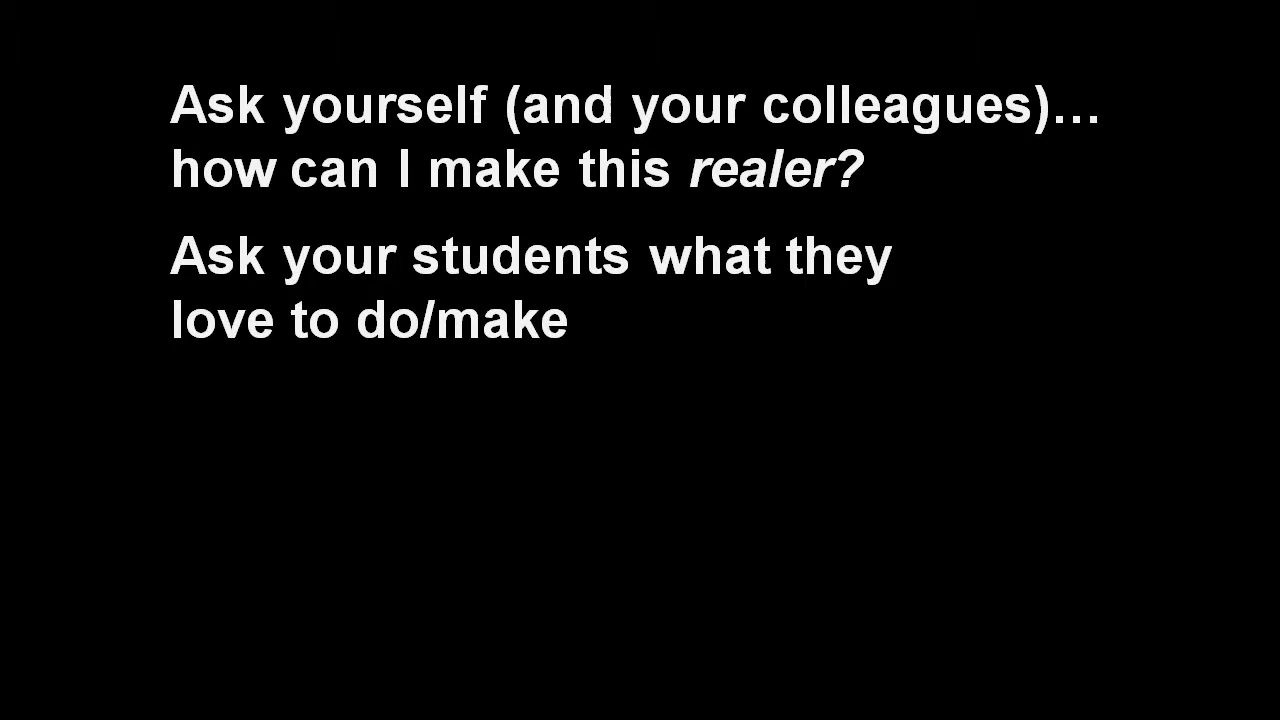 Ask yourself (and your colleagues)…
how can I make this realer?
Ask your students what they
love to do/make